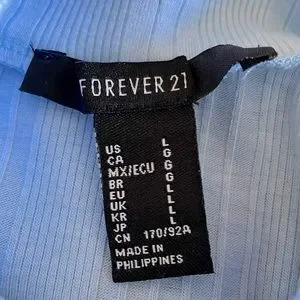 FOREVER 21
US L
CA G
MX/ECU G
BR G
EU L
UK L
KR L
JP L
CN 170/92A
MADE IN
PHILIPPINES